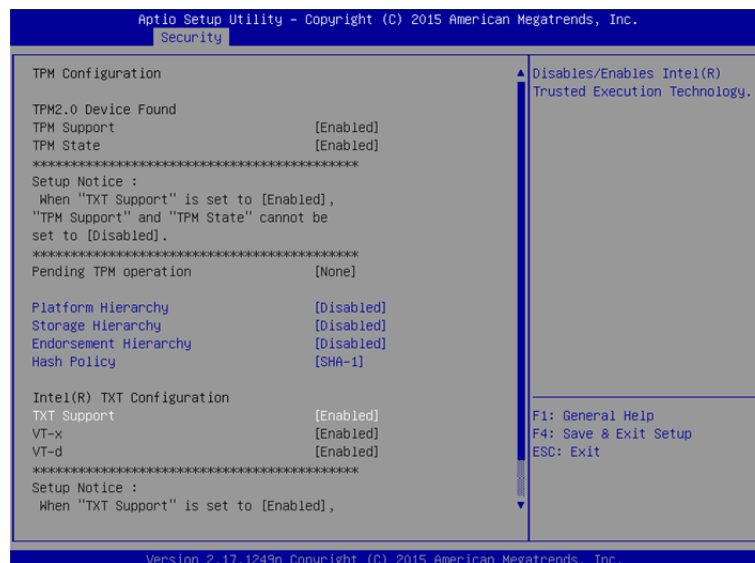 Aptio Setup Utility – Copyright (C) 2015 American Megatrends, Inc.
Security
TPM Configuration
TPM2.0 Device Found
TPM Support [Enabled]
TPM State [Enabled]
*******************************************
Setup Notice :
When "TXT Support" is set to [Enabled],
"TPM Support" and "TPM State" cannot be
set to [Disabled].
*******************************************
Pending TPM operation [None]
Platform Hierarchy [Disabled]
Storage Hierarchy [Disabled]
Endorsement Hierarchy [Disabled]
Hash Policy [SHA-1]
Intel(R) TXT Configuration
TXT Support [Enabled]
VT-x [Enabled]
VT-d [Enabled]
*******************************************
Setup Notice :
When "TXT Support" is set to [Enabled],
Disables/Enables Intel(R)
Trusted Execution Technology.
F1: General Help
F4: Save & Exit Setup
ESC: Exit
Version 2.17.1249n Copyright (C) 2015 American Megatrends, Inc.